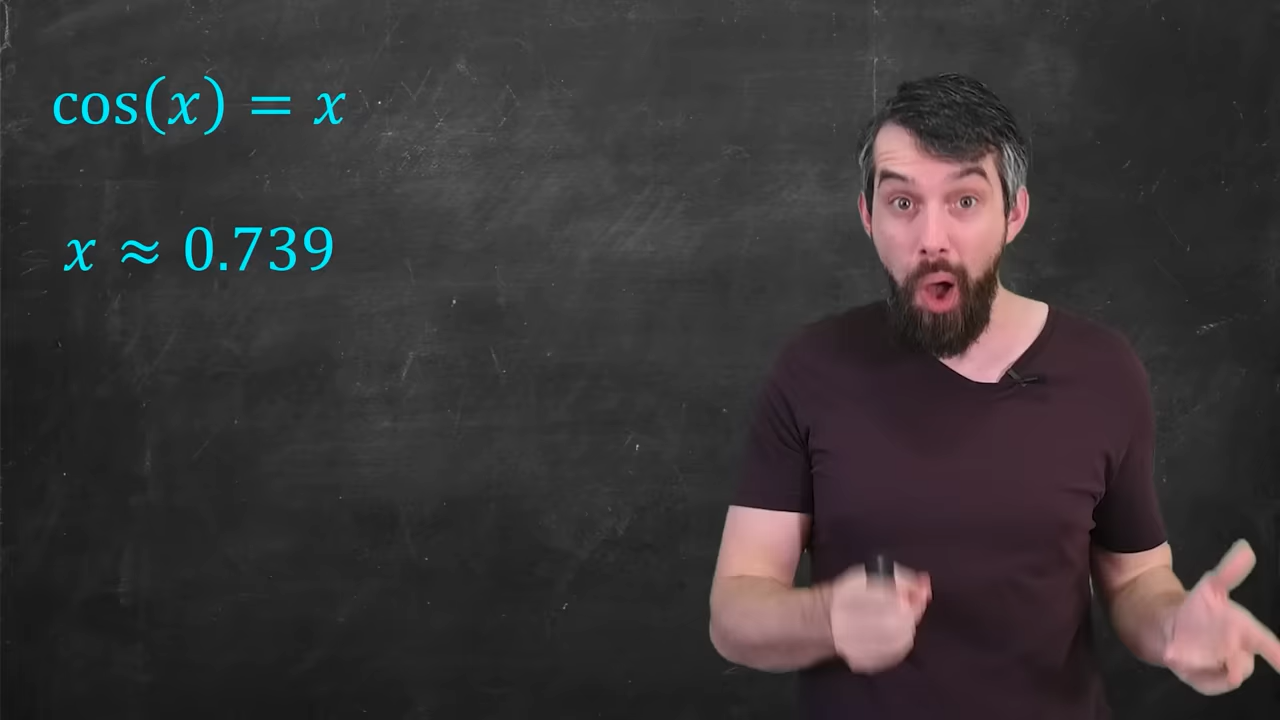 cos(x) = x
x ≈ 0.739